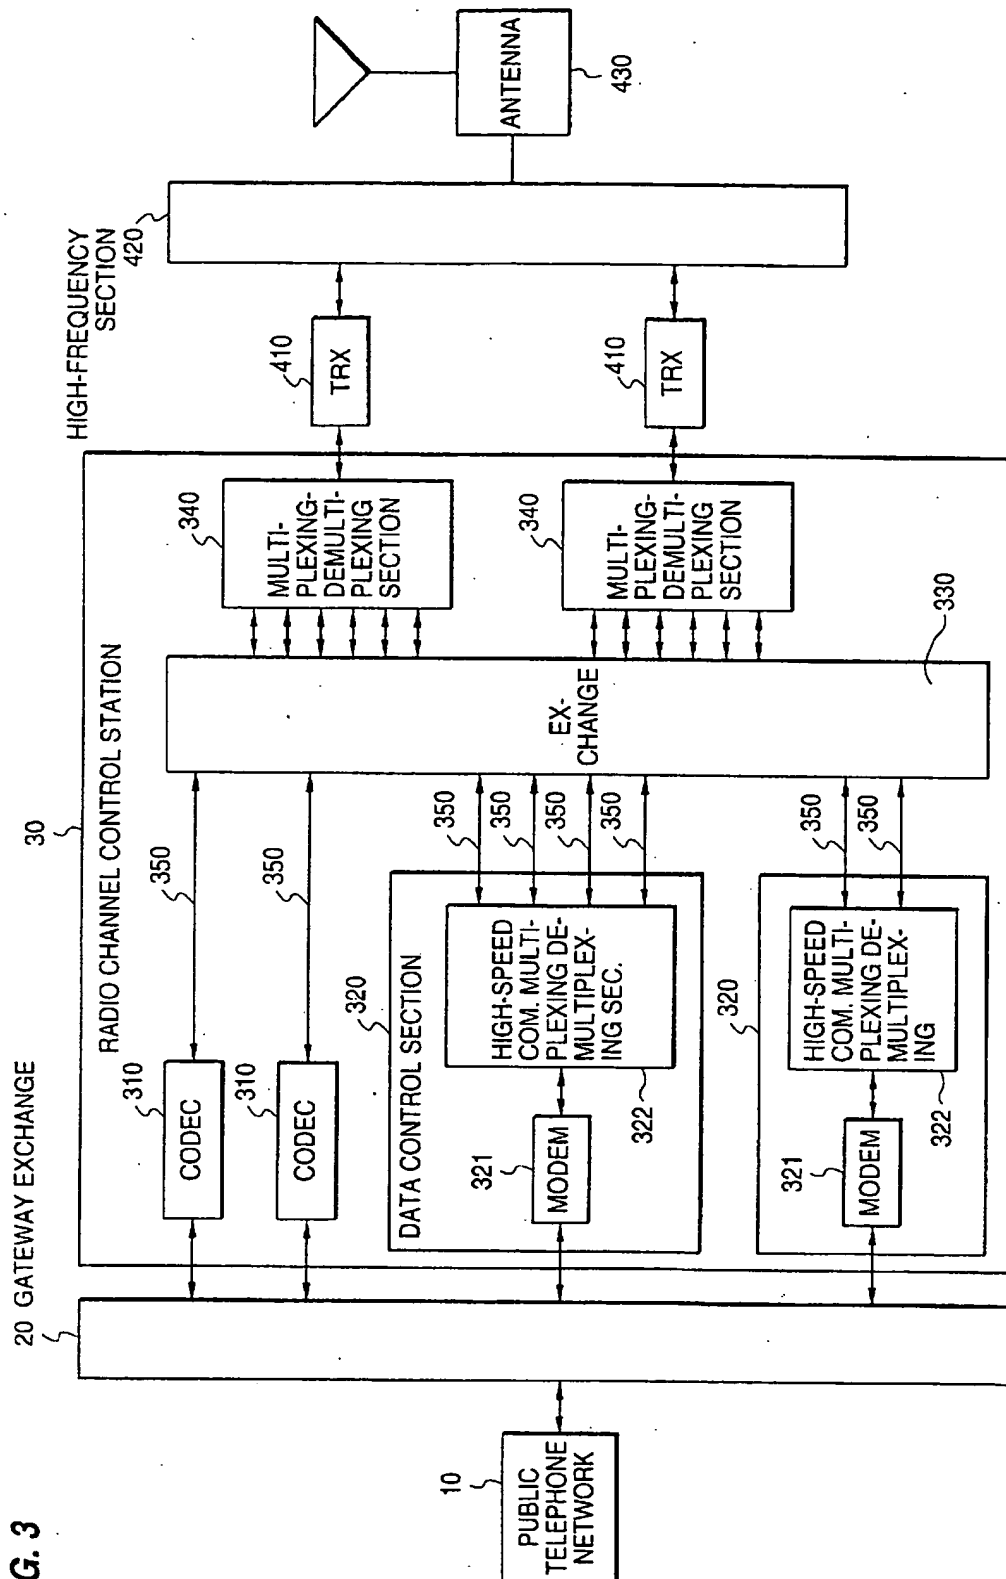 G. 3
20 GATEWAY EXCHANGE
30
RADIO CHANNEL CONTROL STATION
HIGH-FREQUENCY
SECTION
420
10
PUBLIC
TELEPHONE
NETWORK
310
CODEC
350
310
CODEC
350
DATA CONTROL SECTION
320
321
MODEM
HIGH-SPEED
COM. MULTI-
PLEXING DE-
MULTIPLEX-
ING SEC.
322
350
350
350
350
320
321
MODEM
HIGH-SPEED
COM. MULTI-
PLEXING DE-
MULTIPLEX-
ING
322
350
350
EX-
CHANGE
330
340
MULTI-
PLEXING-
DEMULTI-
PLEXING
SECTION
340
MULTI-
PLEXING-
DEMULTI-
PLEXING
SECTION
410
TRX
410
TRX
ANTENNA
430